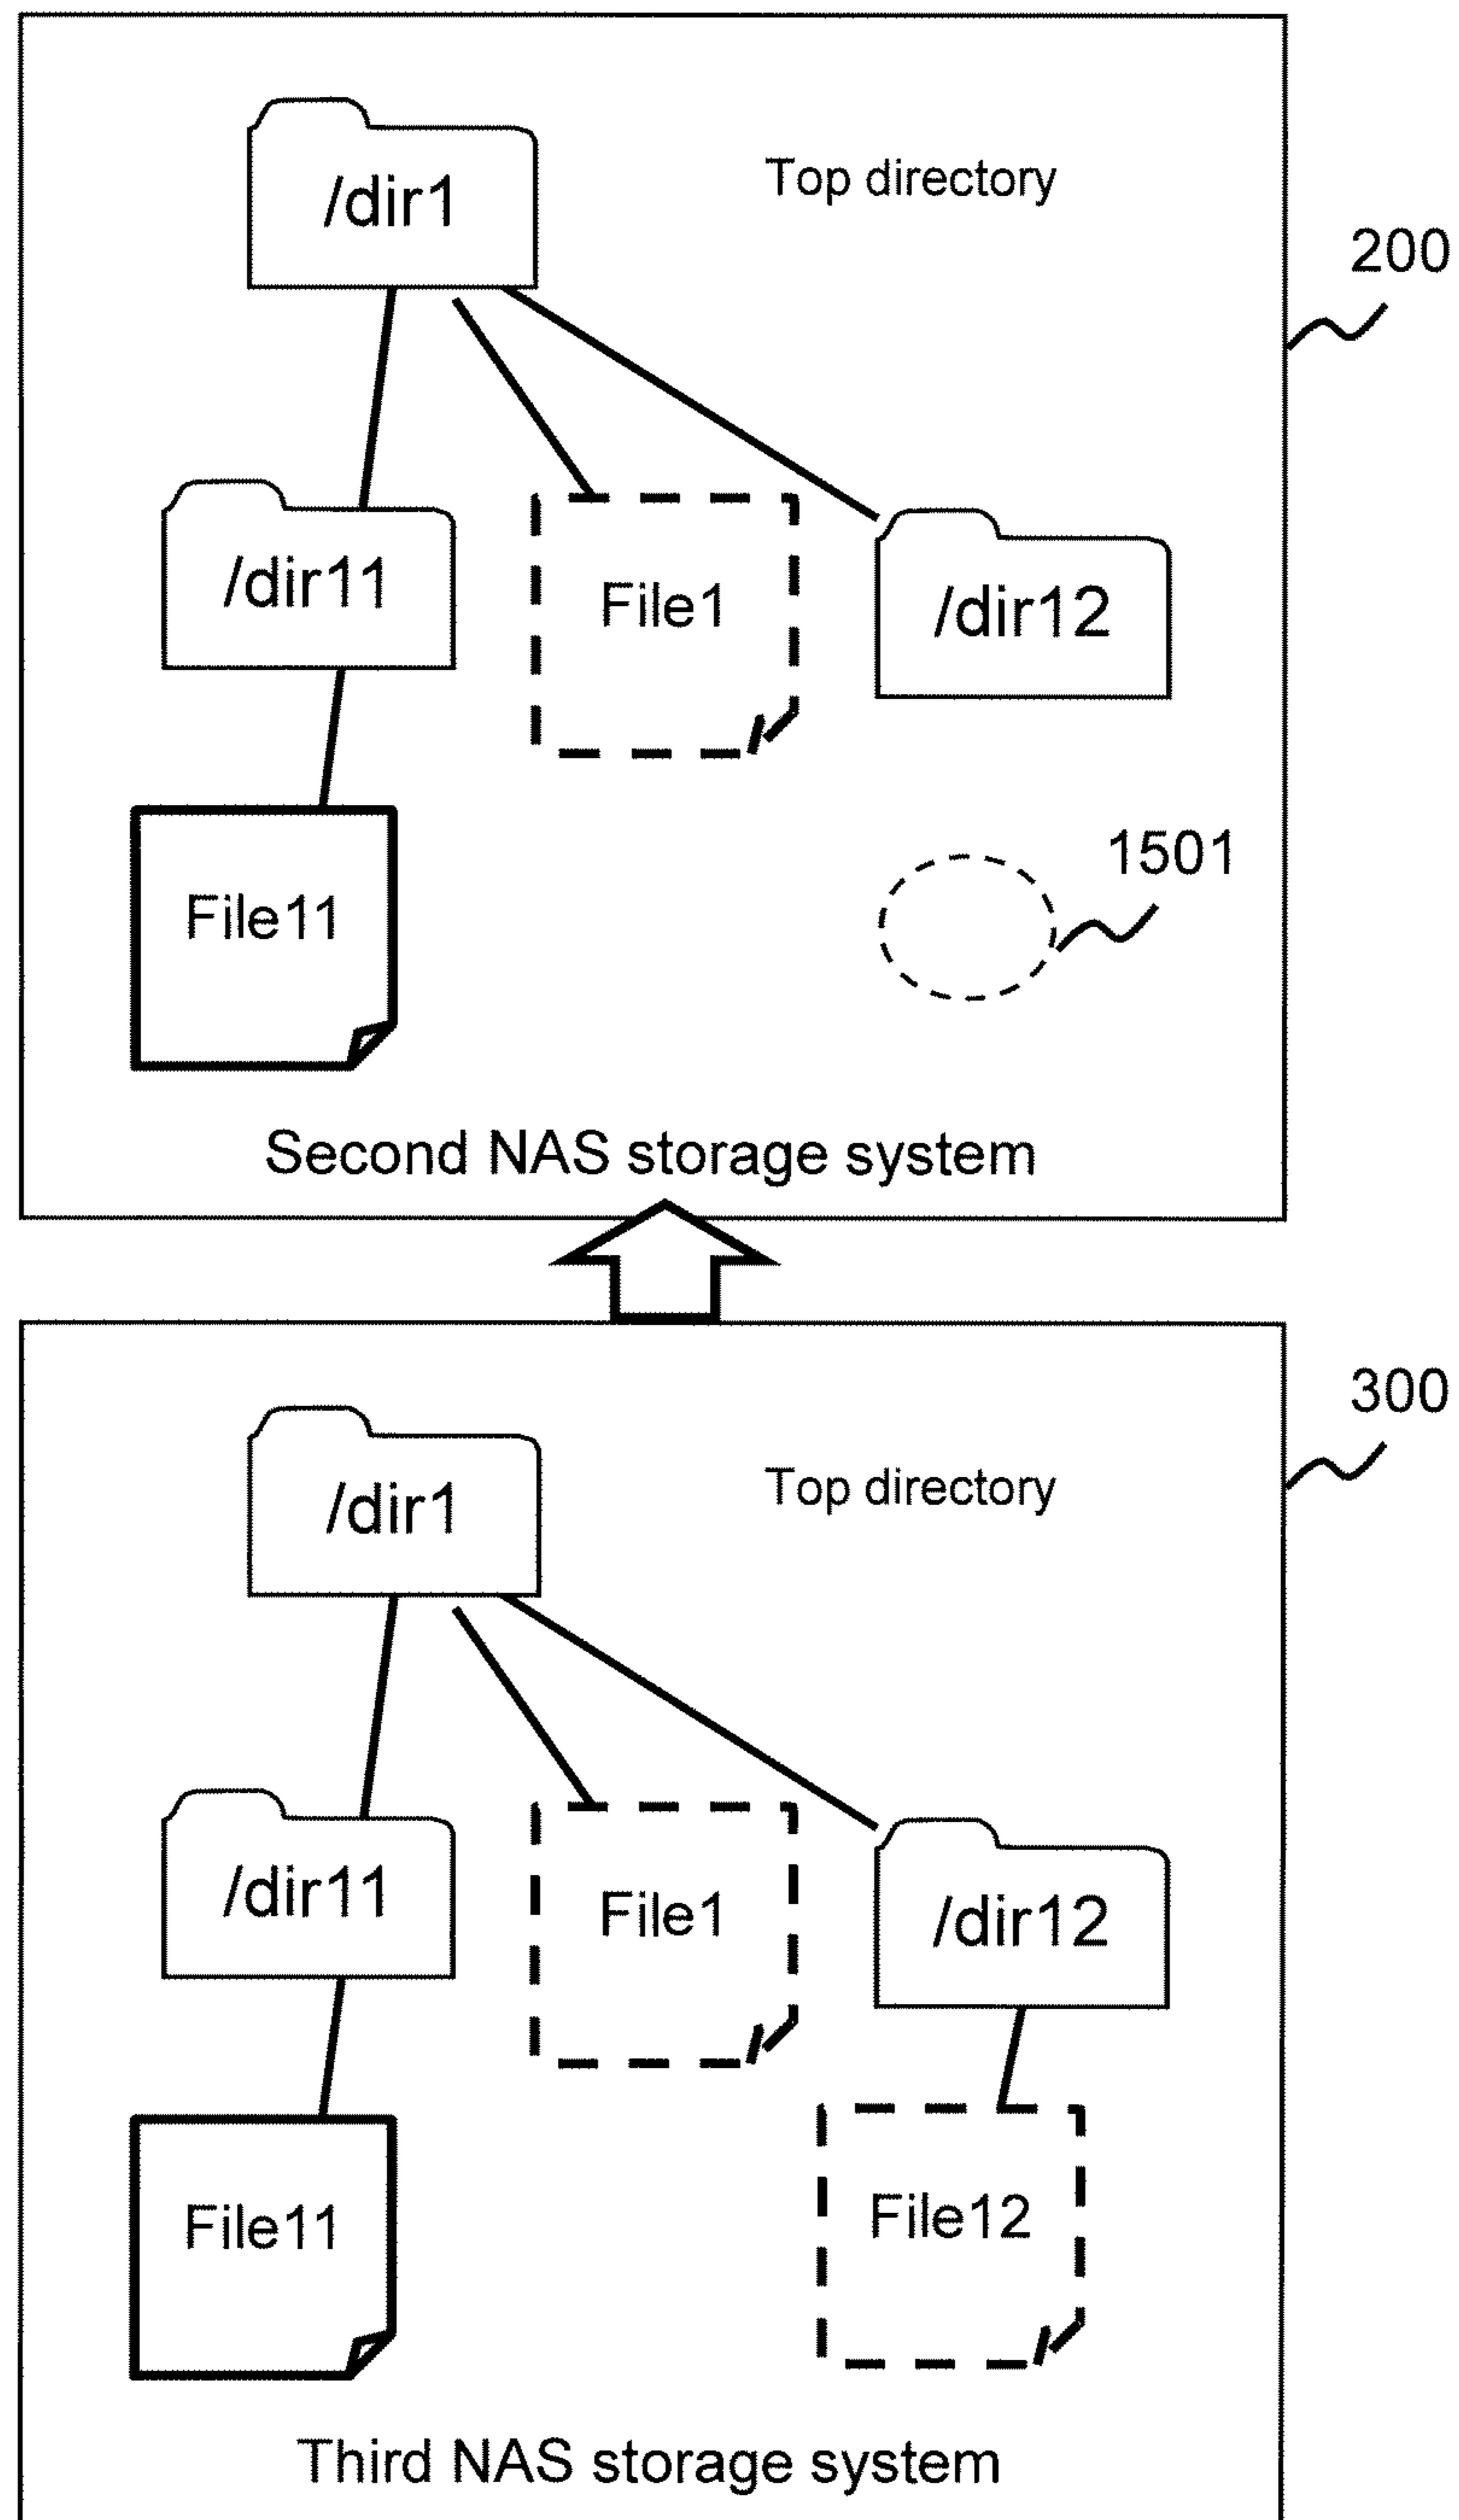 /dir1
Top directory
200
/dir11
File1
/dir12
1501
File11
Second NAS storage system
300
/dir1
Top directory
/dir11
File1
/dir12
File11
File12
Third NAS storage system